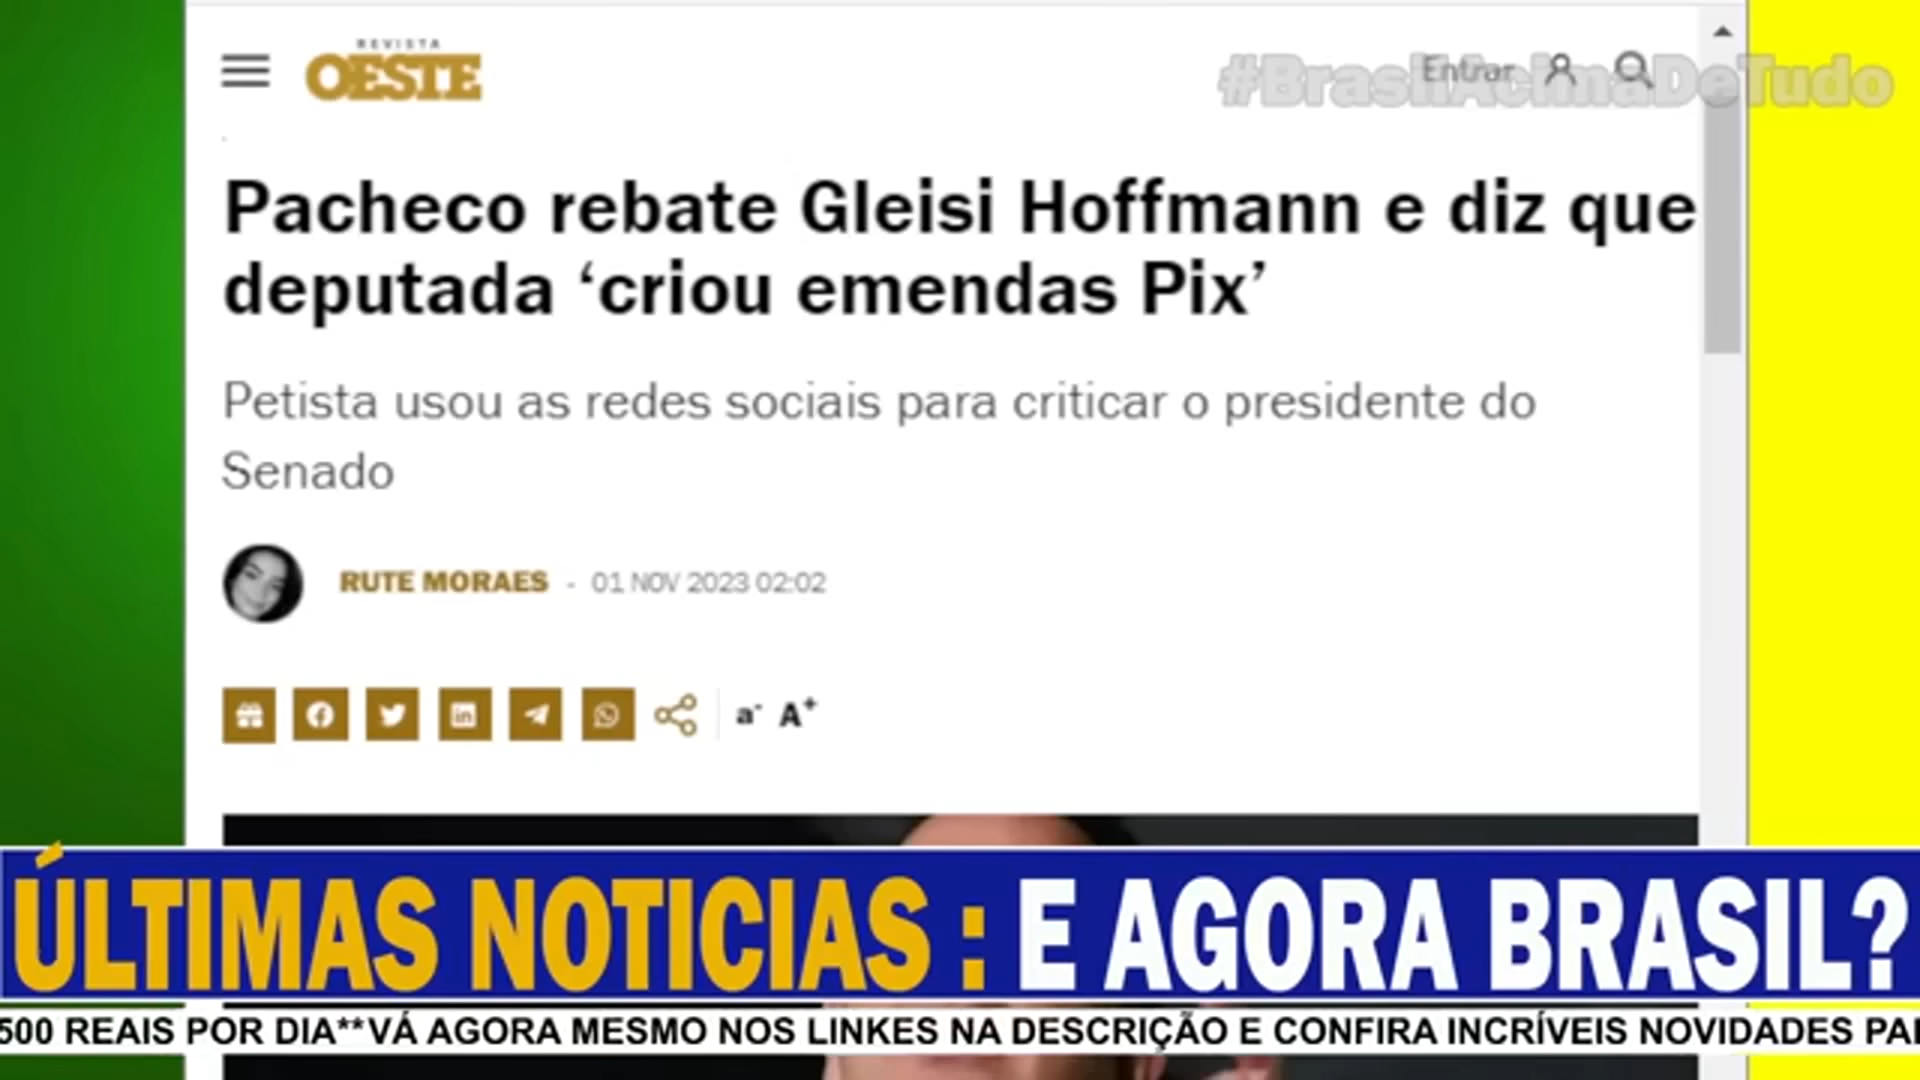 REVISTA
OESTE
Entrar
#BrasilAcimaDeTudo
Pacheco rebate Gleisi Hoffmann e diz que
deputada ‘criou emendas Pix’
Petista usou as redes sociais para criticar o presidente do
Senado
RUTE MORAES - 01 NOV 2023 02:02
a- A+
ÚLTIMAS NOTICIAS : E AGORA BRASIL?
500 REAIS POR DIA**VÁ AGORA MESMO NOS LINKES NA DESCRIÇÃO E CONFIRA INCRÍVEIS NOVIDADES PA